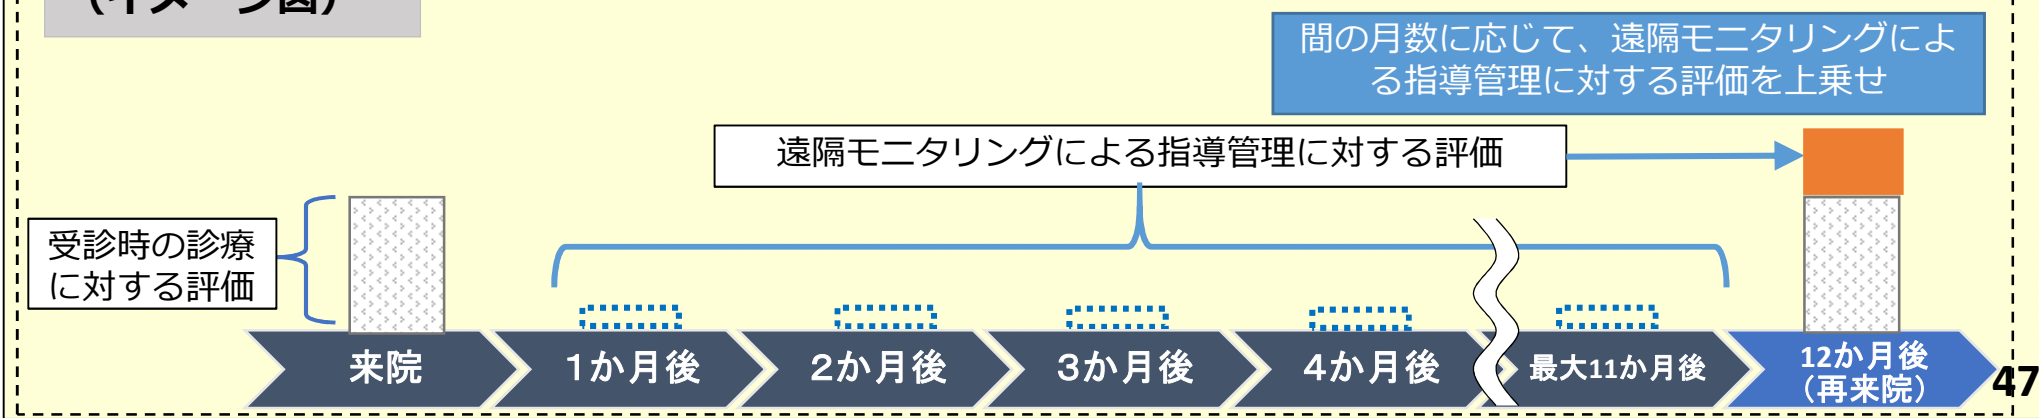 (イメージ図)
間の月数に応じて、遠隔モニタリングによ
る指導管理に対する評価を上乗せ
遠隔モニタリングによる指導管理に対する評価
受診時の診療
に対する評価
来院
1か月後
2か月後
3か月後
4か月後
最大11か月後
12か月後
(再来院)
47